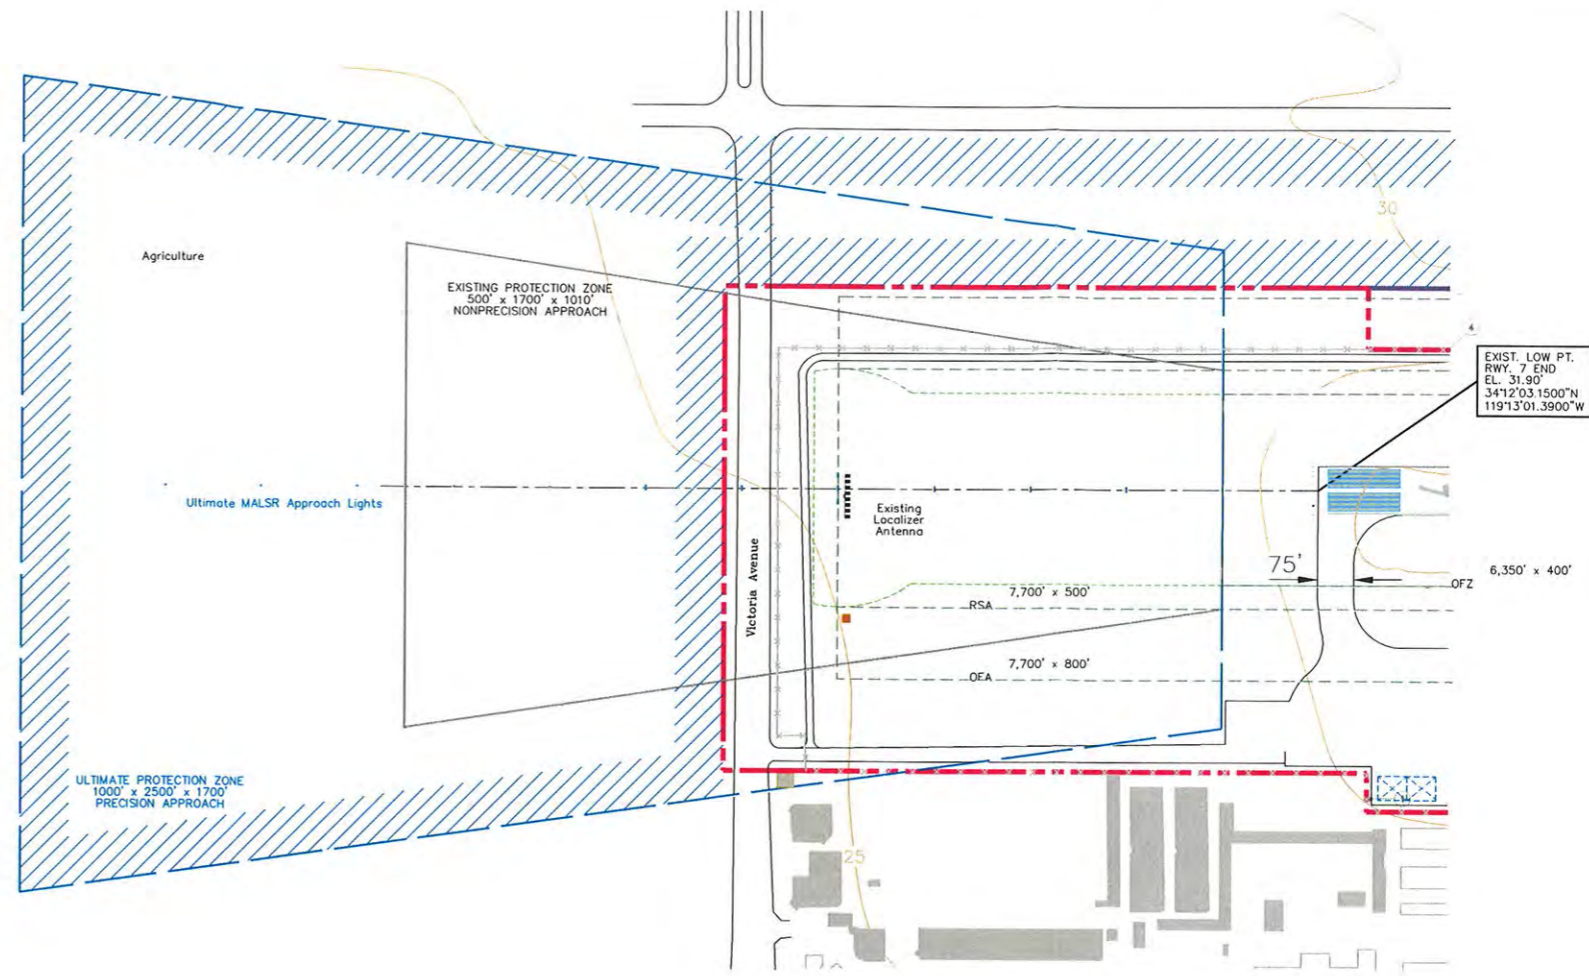 30
Agriculture
EXISTING PROTECTION ZONE
500' x 1700' x 1010'
NONPRECISION APPROACH
4
EXIST. LOW PT.
RWY. 7 END
EL. 31.90'
34°12'03.1500"N
119°13'01.3900"W
Ultimate MALSR Approach Lights
Existing
Localizer
Antenna
7
Victoria Avenue
75'
6,350' x 400'
OFZ
7,700' x 500'
RSA
7,700' x 800'
OFA
ULTIMATE PROTECTION ZONE
1000' x 2500' x 1700'
PRECISION APPROACH
25